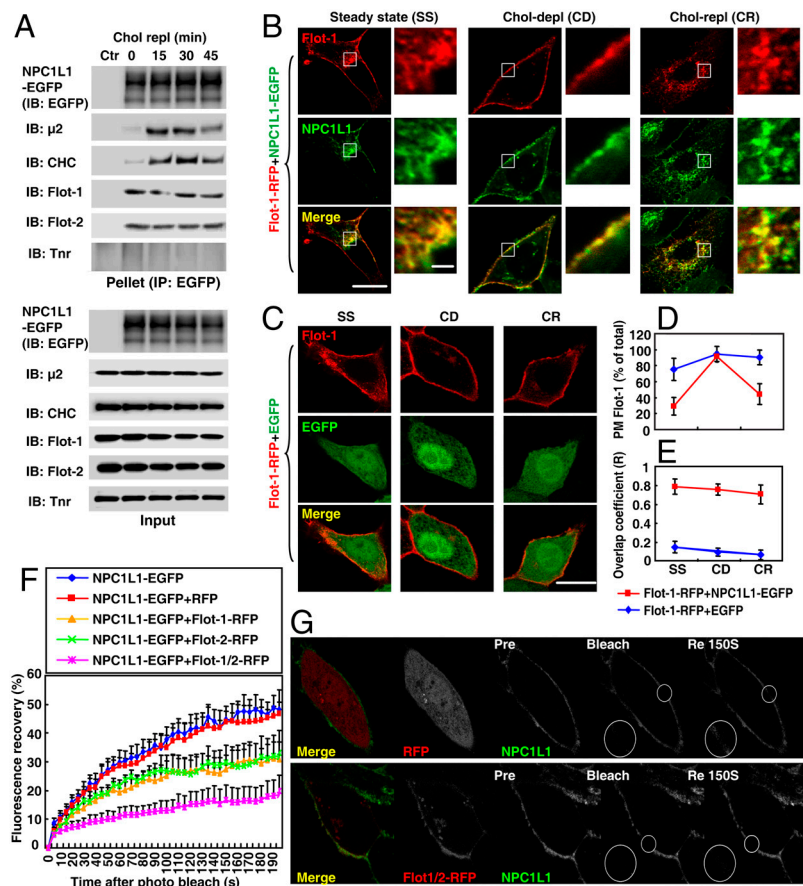 A
Chol repl (min)
Ctr 0 15 30 45
NPC1L1
-EGFP
(IB: EGFP)
IB: µ2
IB: CHC
IB: Flot-1
IB: Flot-2
IB: Tnr
Pellet (IP: EGFP)
NPC1L1
-EGFP
(IB: EGFP)
IB: µ2
IB: CHC
IB: Flot-1
IB: Flot-2
IB: Tnr
Input
B
Steady state (SS) Chol-depl (CD) Chol-repl (CR)
Flot-1-RFP+NPC1L1-EGFP
Flot-1
NPC1L1
Merge
C
SS CD CR
Flot-1-RFP+EGFP
Flot-1
EGFP
Merge
D
PM Flot-1 (% of total)
120
100
80
60
40
20
0
E
Overlap coefficient (R)
1
0.8
0.6
0.4
0.2
0
SS CD CR
Flot-1-RFP+NPC1L1-EGFP
Flot-1-RFP+EGFP
F
NPC1L1-EGFP
NPC1L1-EGFP+RFP
NPC1L1-EGFP+Flot-1-RFP
NPC1L1-EGFP+Flot-2-RFP
NPC1L1-EGFP+Flot-1/2-RFP
Fluorescence recovery (%)
60
50
40
30
20
10
0
0 10 20 30 40 50 60 70 80 90 100 110 120 130 140 150 160 170 180 190
Time after photo bleach (s)
G
Pre Bleach Re 150S
Merge RFP NPC1L1
Pre Bleach Re 150S
Merge Flot1/2-RFP NPC1L1